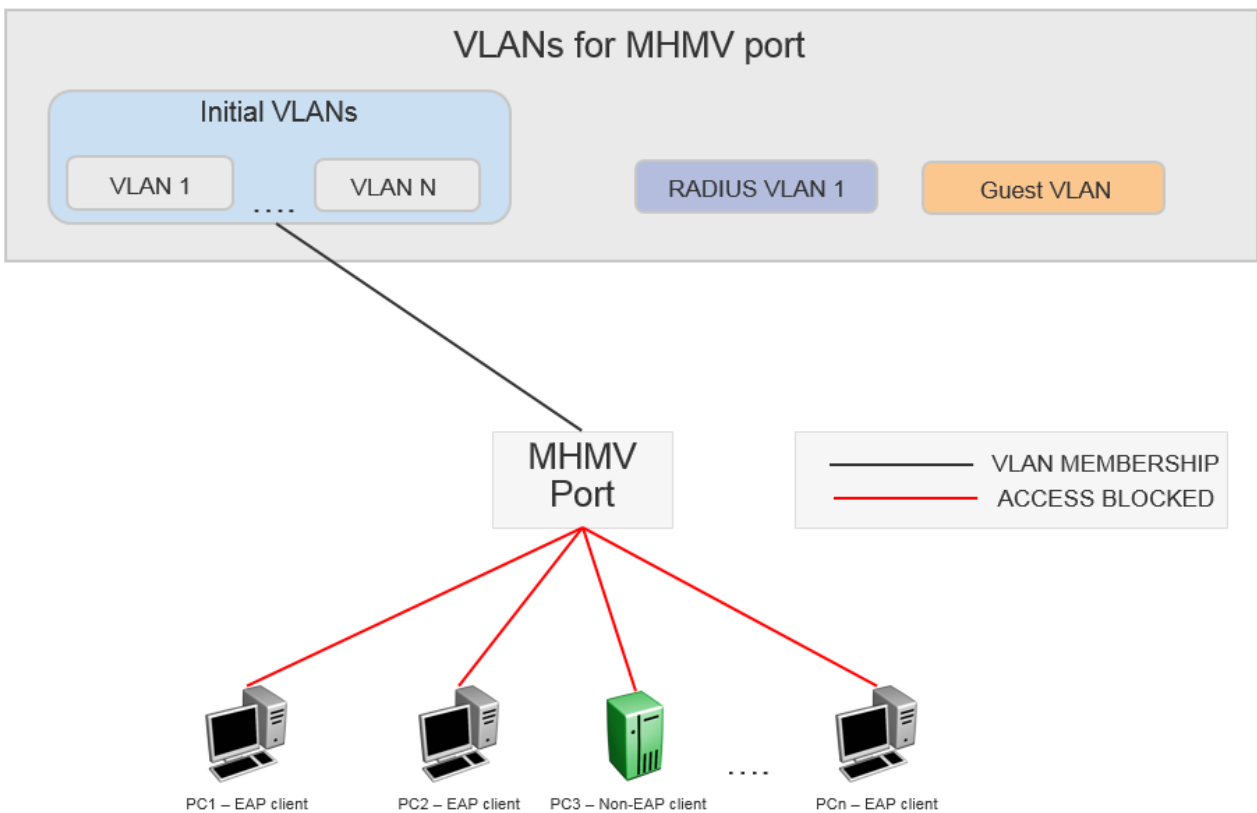 VLANs for MHMV port
Initial VLANs
VLAN 1
....
VLAN N
RADIUS VLAN 1
Guest VLAN
MHMV
Port
VLAN MEMBERSHIP
ACCESS BLOCKED
....
PC1 – EAP client
PC2 – EAP client
PC3 – Non-EAP client
PCn – EAP client